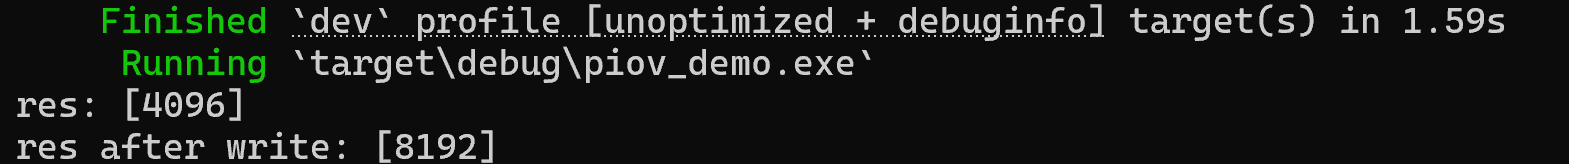 Finished `dev` profile [unoptimized + debuginfo] target(s) in 1.59s
Running `target\debug\piov_demo.exe`
res: [4096]
res after write: [8192]